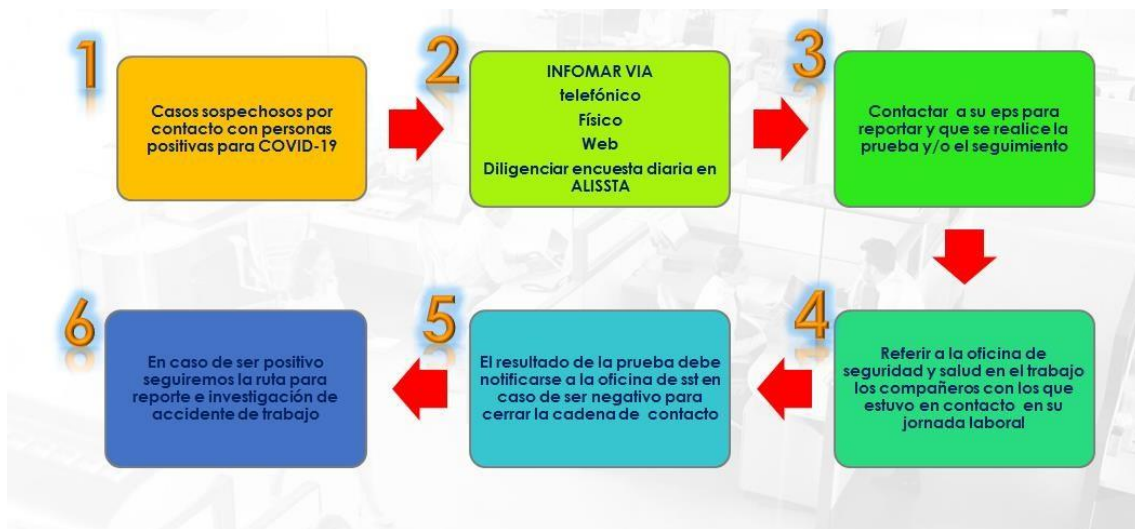 1
Casos sospechosos por
contacto con personas
positivas para COVID-19
2
INFOMAR VIA
telefónico
Físico
Web
Diligenciar encuesta diaria en
ALISSTA
3
Contactar a su eps para
reportar y que se realice la
prueba y/o el seguimiento
4
Referir a la oficina de
seguridad y salud en el trabajo
los compañeros con los que
estuvo en contacto en su
jornada laboral
5
El resultado de la prueba debe
notificarse a la oficina de sst en
caso de ser negativo para
cerrar la cadena de contacto
6
En caso de ser positivo
seguiremos la ruta para
reporte e investigación de
accidente de trabajo